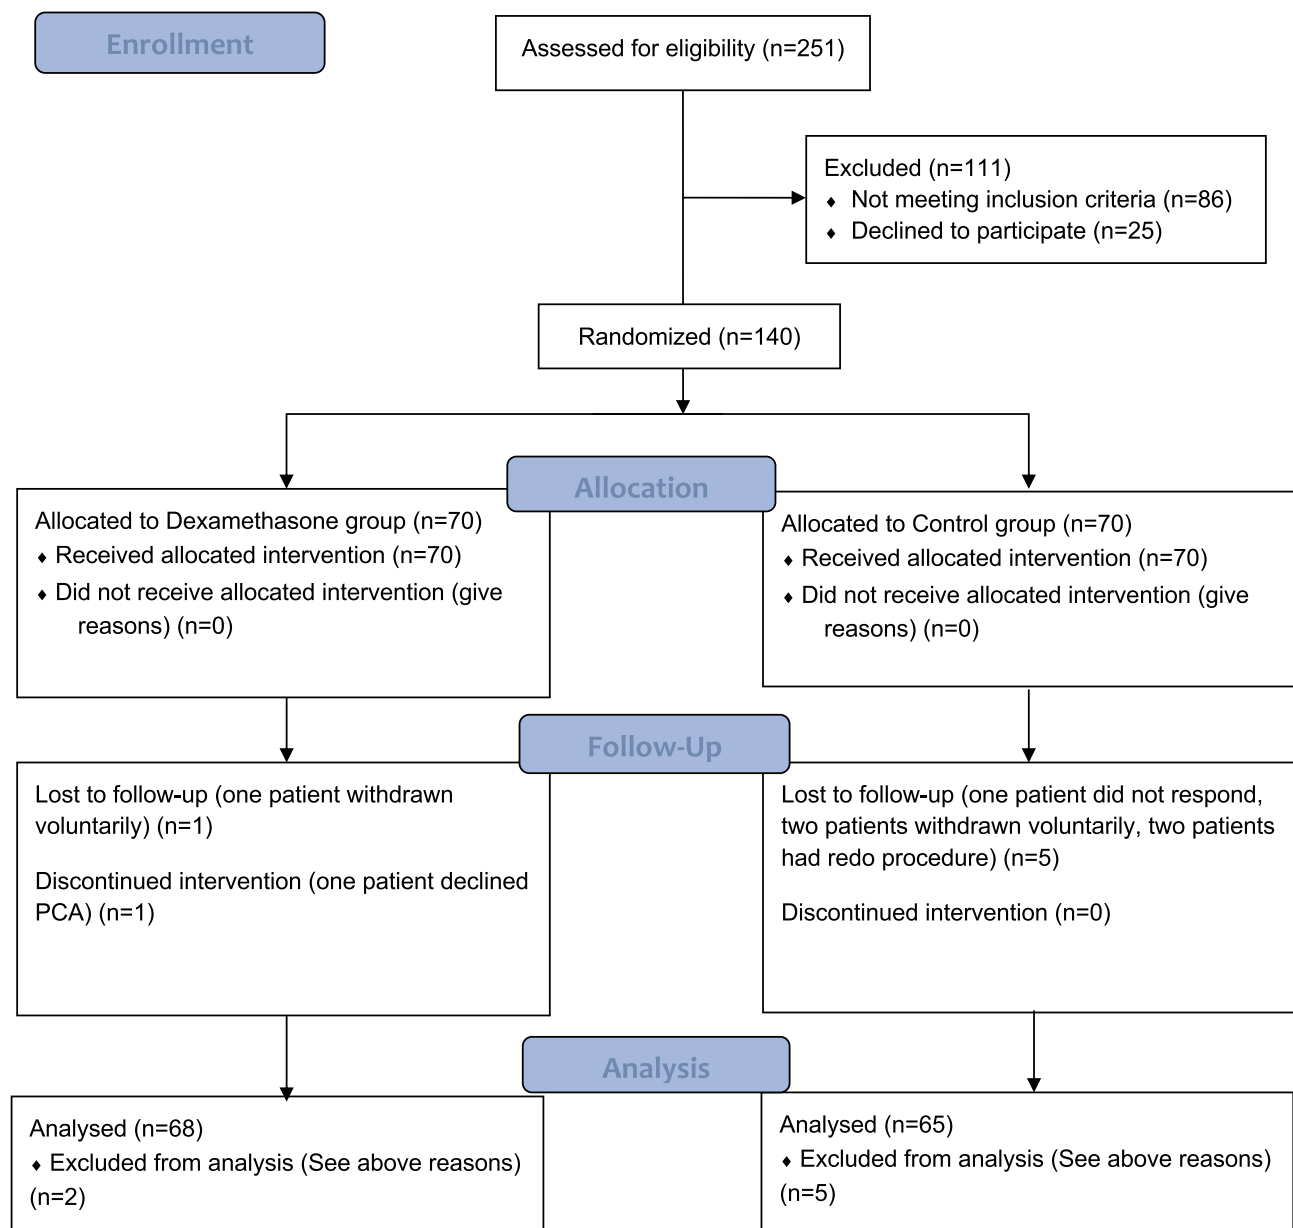 Enrollment
Assessed for eligibility (n=251)
Excluded (n=111)
♦ Not meeting inclusion criteria (n=86)
♦ Declined to participate (n=25)
Randomized (n=140)
Allocation
Allocated to Dexamethasone group (n=70)
♦ Received allocated intervention (n=70)
♦ Did not receive allocated intervention (give
reasons) (n=0)
Allocated to Control group (n=70)
♦ Received allocated intervention (n=70)
♦ Did not receive allocated intervention (give
reasons) (n=0)
Follow-Up
Lost to follow-up (one patient withdrawn
voluntarily) (n=1)
Discontinued intervention (one patient declined
PCA) (n=1)
Lost to follow-up (one patient did not respond,
two patients withdrawn voluntarily, two patients
had redo procedure) (n=5)
Discontinued intervention (n=0)
Analysis
Analysed (n=68)
♦ Excluded from analysis (See above reasons)
(n=2)
Analysed (n=65)
♦ Excluded from analysis (See above reasons)
(n=5)